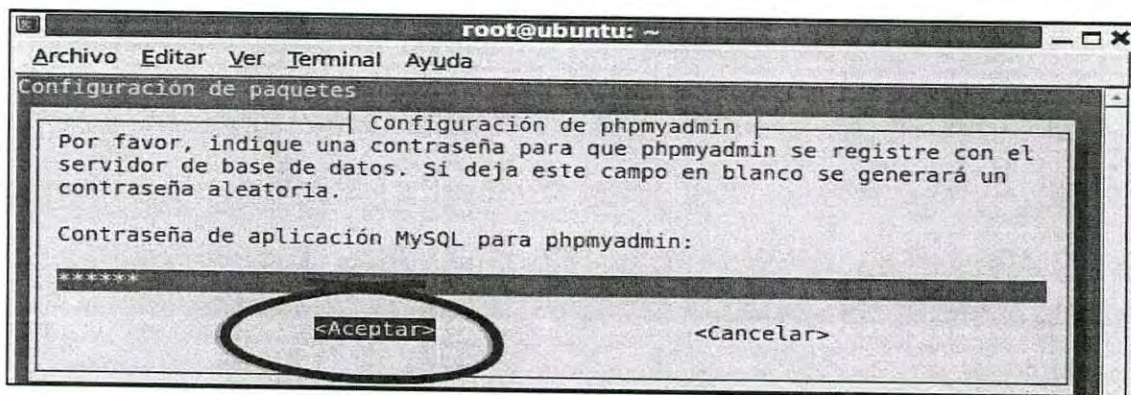 root@ubuntu: ~
Archivo Editar Ver Terminal Ayuda
Configuración de paquetes
Configuración de phpmyadmin
Por favor, indique una contraseña para que phpmyadmin se registre con el
servidor de base de datos. Si deja este campo en blanco se generará un
contraseña aleatoria.
Contraseña de aplicación MySQL para phpmyadmin:
******
<Aceptar> <Cancelar>